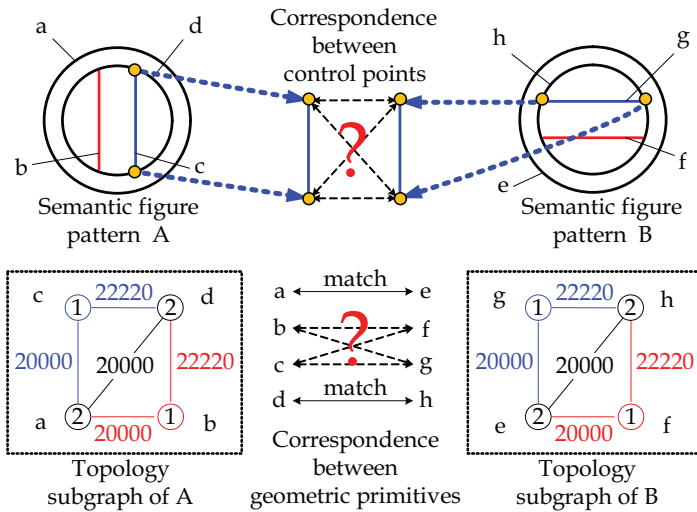 a
d
b
c
Semantic figure
pattern A
Correspondence
between
control points
?
h
g
f
e
Semantic figure
pattern B
c
1
22220
2
d
20000
20000
22220
a
2
20000
1
b
Topology
subgraph of A
a
match
e
b
?
f
c
g
d
match
h
Correspondence
between
geometric primitives
g
1
22220
2
h
20000
20000
22220
e
2
20000
1
f
Topology
subgraph of B